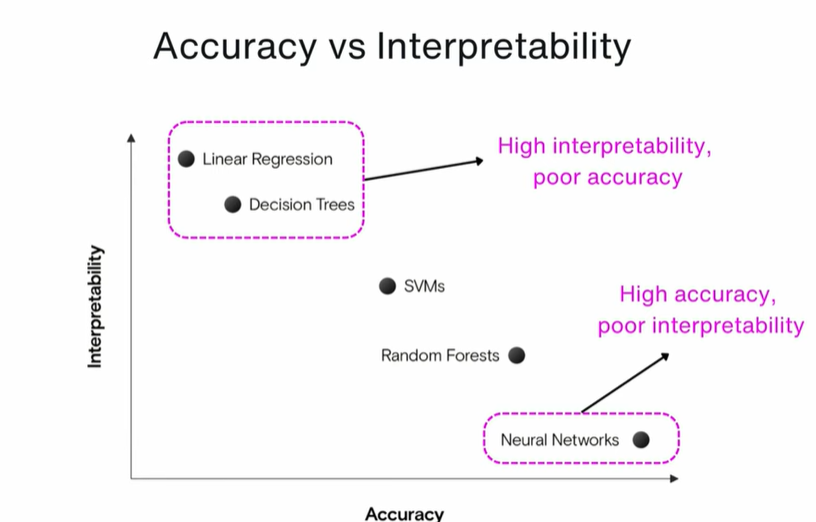 Accuracy vs Interpretability
High interpretability,
poor accuracy
Linear Regression
Decision Trees
SVMs
High accuracy,
poor interpretability
Random Forests
Neural Networks
Interpretability
Accuracy